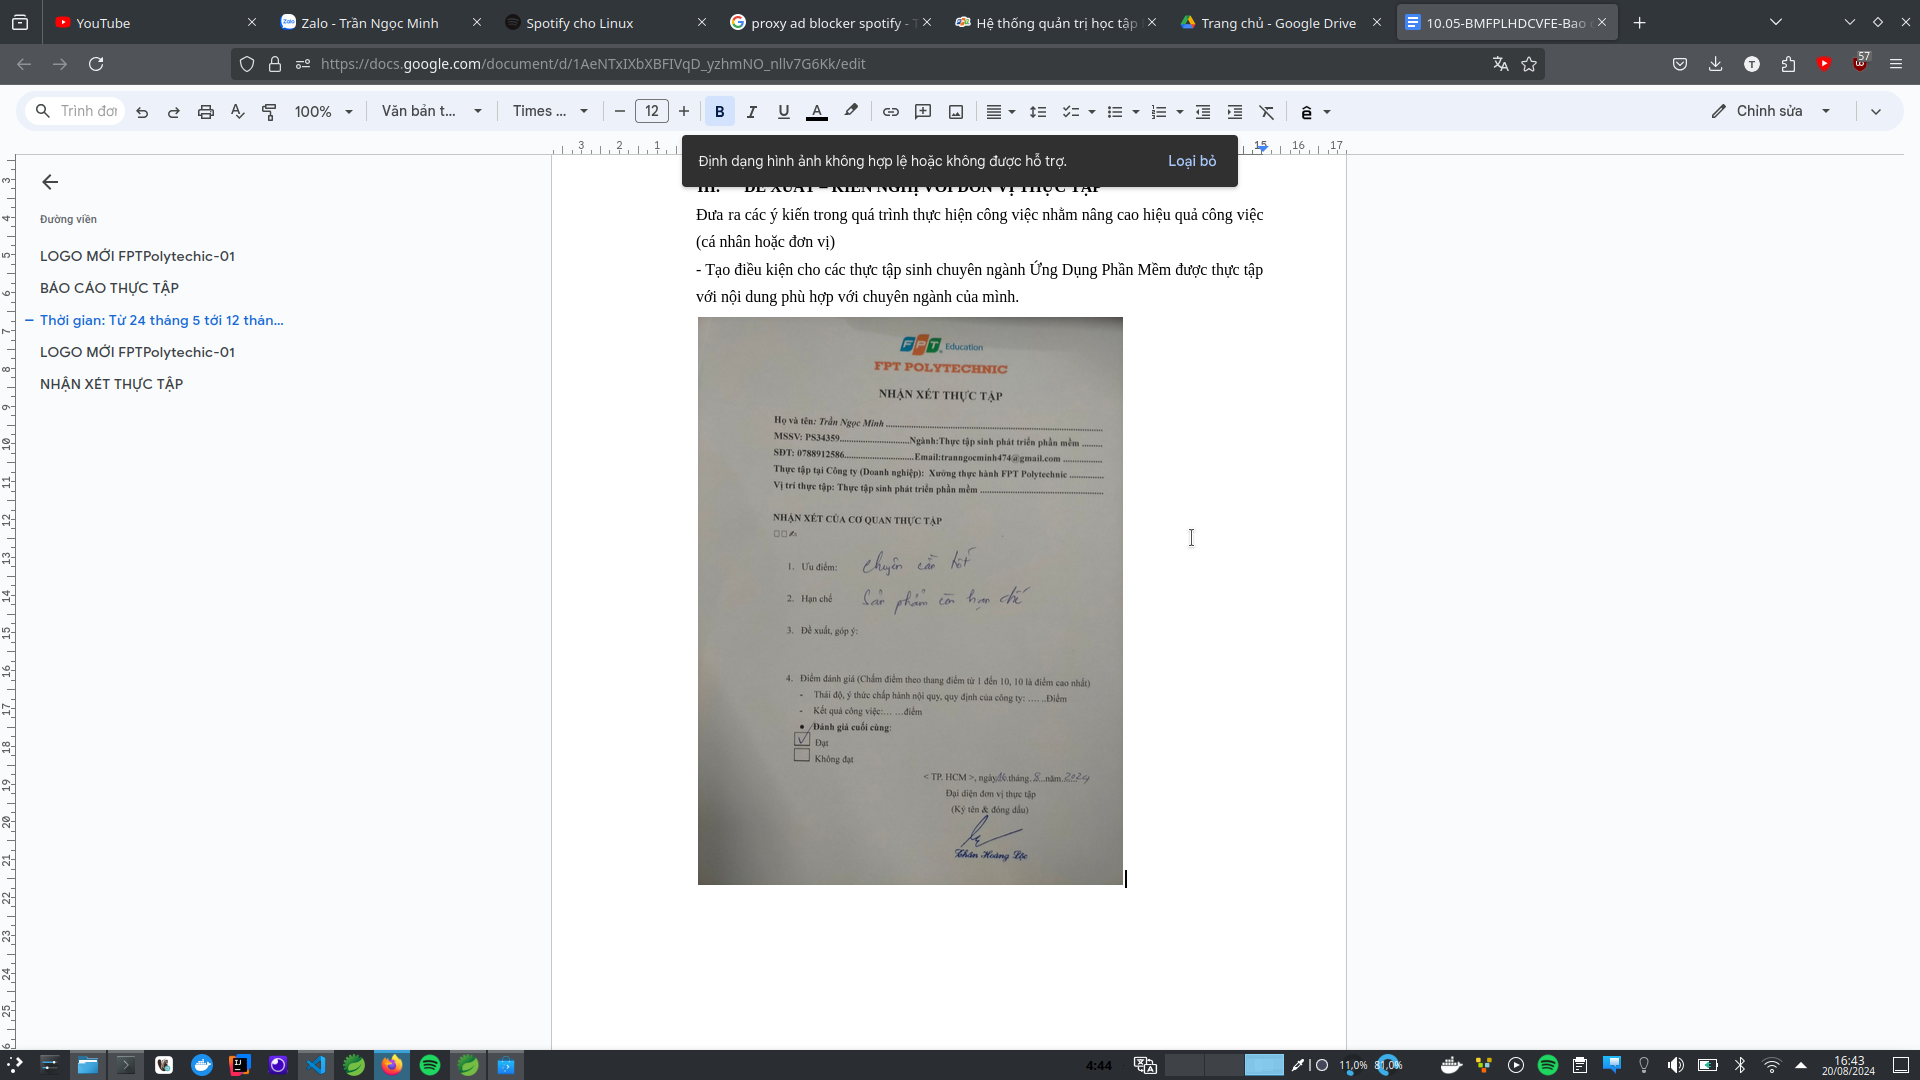 YouTube
Zalo - Trần Ngọc Minh
Spotify cho Linux
proxy ad blocker spotify - T
Hệ thống quản trị học tập
Trang chủ - Google Drive
10.05-BMFPLHDCVFE-Bao
https://docs.google.com/document/d/1AeNTxIXbXBFIVqD_yzhmNO_nllv7G6Kk/edit
57
Trình đơn
100%
Văn bản t...
Times ...
12
Chỉnh sửa
3 2 1 15 16 17
Định dạng hình ảnh không hợp lệ hoặc không được hỗ trợ.
Loại bỏ
Đường viền
LOGO MỚI FPTPolytechic-01
BÁO CÁO THỰC TẬP
Thời gian: Từ 24 tháng 5 tới 12 thán...
LOGO MỚI FPTPolytechic-01
NHẬN XÉT THỰC TẬP
III. ĐỀ XUẤT – KIẾN NGHỊ VỚI ĐƠN VỊ THỰC TẬP
Đưa ra các ý kiến trong quá trình thực hiện công việc nhằm nâng cao hiệu quả công việc
(cá nhân hoặc đơn vị)
- Tạo điều kiện cho các thực tập sinh chuyên ngành Ứng Dụng Phần Mềm được thực tập
với nội dung phù hợp với chuyên ngành của mình.
FPT Education
FPT POLYTECHNIC
NHẬN XÉT THỰC TẬP
Họ và tên: Trần Ngọc Minh
MSSV: PS34359 Ngành:Thực tập sinh phát triển phần mềm
SĐT: 0788912586 Email:tranngocminh474@gmail.com
Thực tập tại Công ty (Doanh nghiệp): Xưởng thực hành FPT Polytechnic
Vị trí thực tập: Thực tập sinh phát triển phần mềm
NHẬN XÉT CỦA CƠ QUAN THỰC TẬP
1. Ưu điểm: chuyên cần tốt
2. Hạn chế Sản phẩm còn hạn chế
3. Đề xuất, góp ý:
4. Điểm đánh giá (Chấm điểm theo thang điểm từ 1 đến 10, 10 là điểm cao nhất)
- Thái độ, ý thức chấp hành nội quy, quy định của công ty: ......Điểm
- Kết quả công việc:... ...điểm
• Đánh giá cuối cùng:
Đạt
Không đạt
< TP. HCM >, ngày 16 tháng 8 năm 2024
Đại diện đơn vị thực tập
(Ký tên & đóng dấu)
Thân Hoàng Lộc
4:44
11,0%
81,0%
16:43
20/08/2024